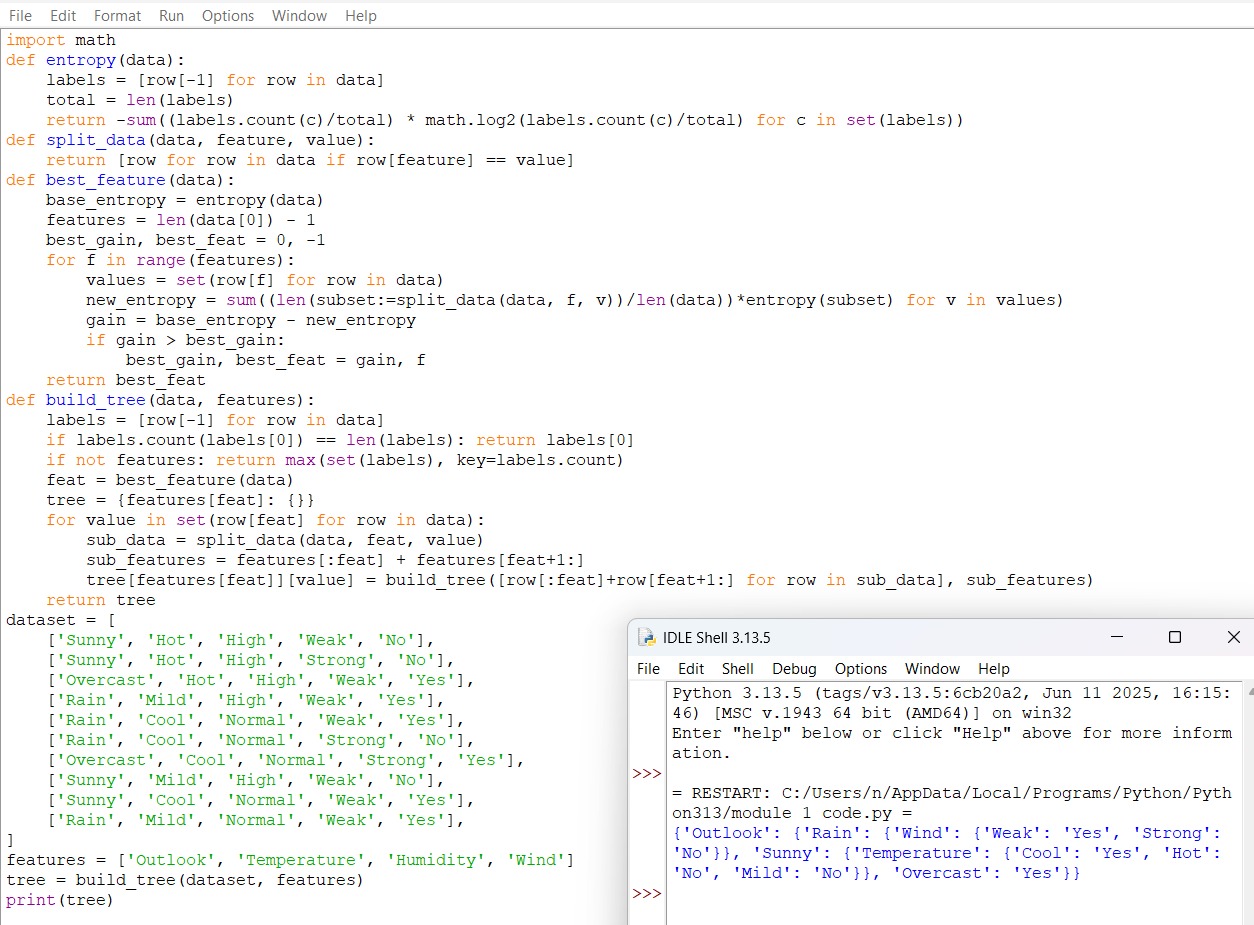 File Edit Format Run Options Window Help
import math
def entropy(data):
    labels = [row[-1] for row in data]
    total = len(labels)
    return -sum((labels.count(c)/total) * math.log2(labels.count(c)/total) for c in set(labels))
def split_data(data, feature, value):
    return [row for row in data if row[feature] == value]
def best_feature(data):
    base_entropy = entropy(data)
    features = len(data[0]) - 1
    best_gain, best_feat = 0, -1
    for f in range(features):
        values = set(row[f] for row in data)
        new_entropy = sum((len(subset:=split_data(data, f, v))/len(data))*entropy(subset) for v in values)
        gain = base_entropy - new_entropy
        if gain > best_gain:
            best_gain, best_feat = gain, f
    return best_feat
def build_tree(data, features):
    labels = [row[-1] for row in data]
    if labels.count(labels[0]) == len(labels): return labels[0]
    if not features: return max(set(labels), key=labels.count)
    feat = best_feature(data)
    tree = {features[feat]: {}}
    for value in set(row[feat] for row in data):
        sub_data = split_data(data, feat, value)
        sub_features = features[:feat] + features[feat+1:]
        tree[features[feat]][value] = build_tree([row[:feat]+row[feat+1:] for row in sub_data], sub_features)
    return tree
dataset = [
    ['Sunny', 'Hot', 'High', 'Weak', 'No'],
    ['Sunny', 'Hot', 'High', 'Strong', 'No'],
    ['Overcast', 'Hot', 'High', 'Weak', 'Yes'],
    ['Rain', 'Mild', 'High', 'Weak', 'Yes'],
    ['Rain', 'Cool', 'Normal', 'Weak', 'Yes'],
    ['Rain', 'Cool', 'Normal', 'Strong', 'No'],
    ['Overcast', 'Cool', 'Normal', 'Strong', 'Yes'],
    ['Sunny', 'Mild', 'High', 'Weak', 'No'],
    ['Sunny', 'Cool', 'Normal', 'Weak', 'Yes'],
    ['Rain', 'Mild', 'Normal', 'Weak', 'Yes'],
]
features = ['Outlook', 'Temperature', 'Humidity', 'Wind']
tree = build_tree(dataset, features)
print(tree)
IDLE Shell 3.13.5
File Edit Shell Debug Options Window Help
Python 3.13.5 (tags/v3.13.5:6cb20a2, Jun 11 2025, 16:15:
46) [MSC v.1943 64 bit (AMD64)] on win32
Enter "help" below or click "Help" above for more inform
ation.
>>>
= RESTART: C:/Users/n/AppData/Local/Programs/Python/Pyth
on313/module 1 code.py =
{'Outlook': {'Rain': {'Wind': {'Weak': 'Yes', 'Strong':
'No'}}, 'Sunny': {'Temperature': {'Cool': 'Yes', 'Hot':
'No', 'Mild': 'No'}}, 'Overcast': 'Yes'}}
>>>